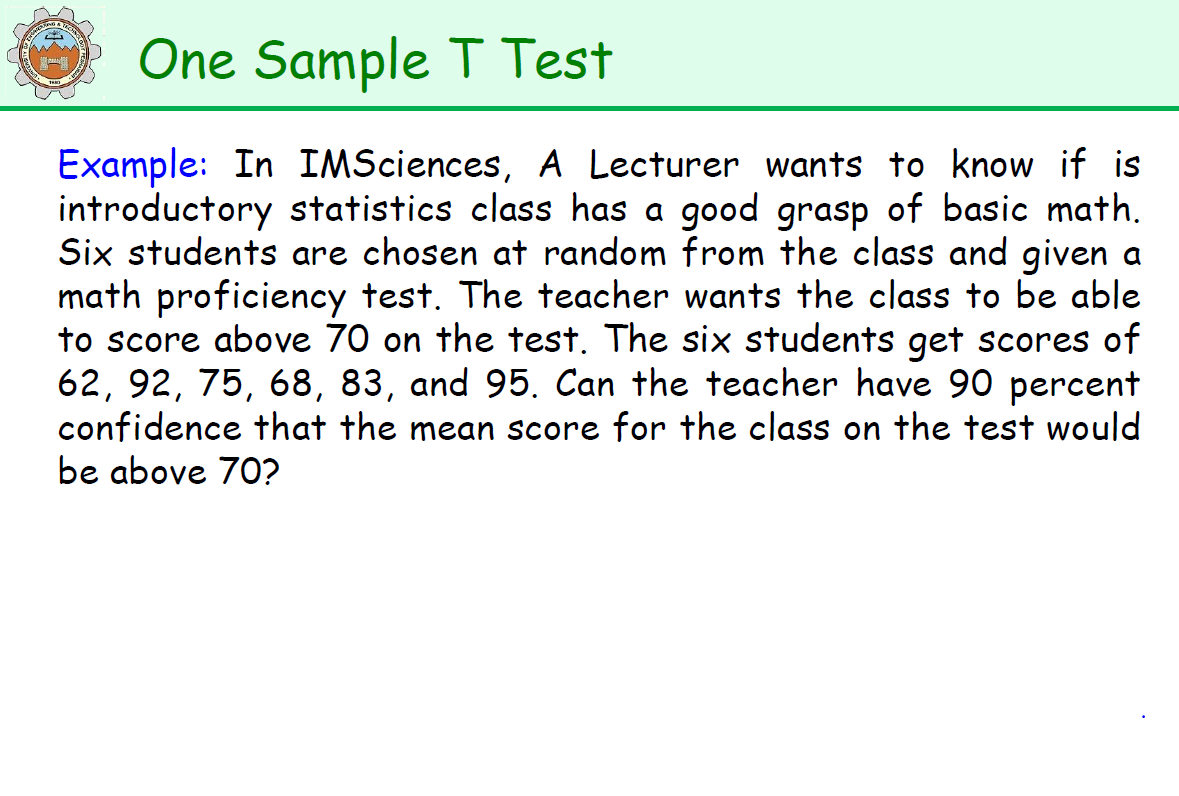 One Sample T Test
Example: In IMSciences, A Lecturer wants to know if is
introductory statistics class has a good grasp of basic math.
Six students are chosen at random from the class and given a
math proficiency test. The teacher wants the class to be able
to score above 70 on the test. The six students get scores of
62, 92, 75, 68, 83, and 95. Can the teacher have 90 percent
confidence that the mean score for the class on the test would
be above 70?